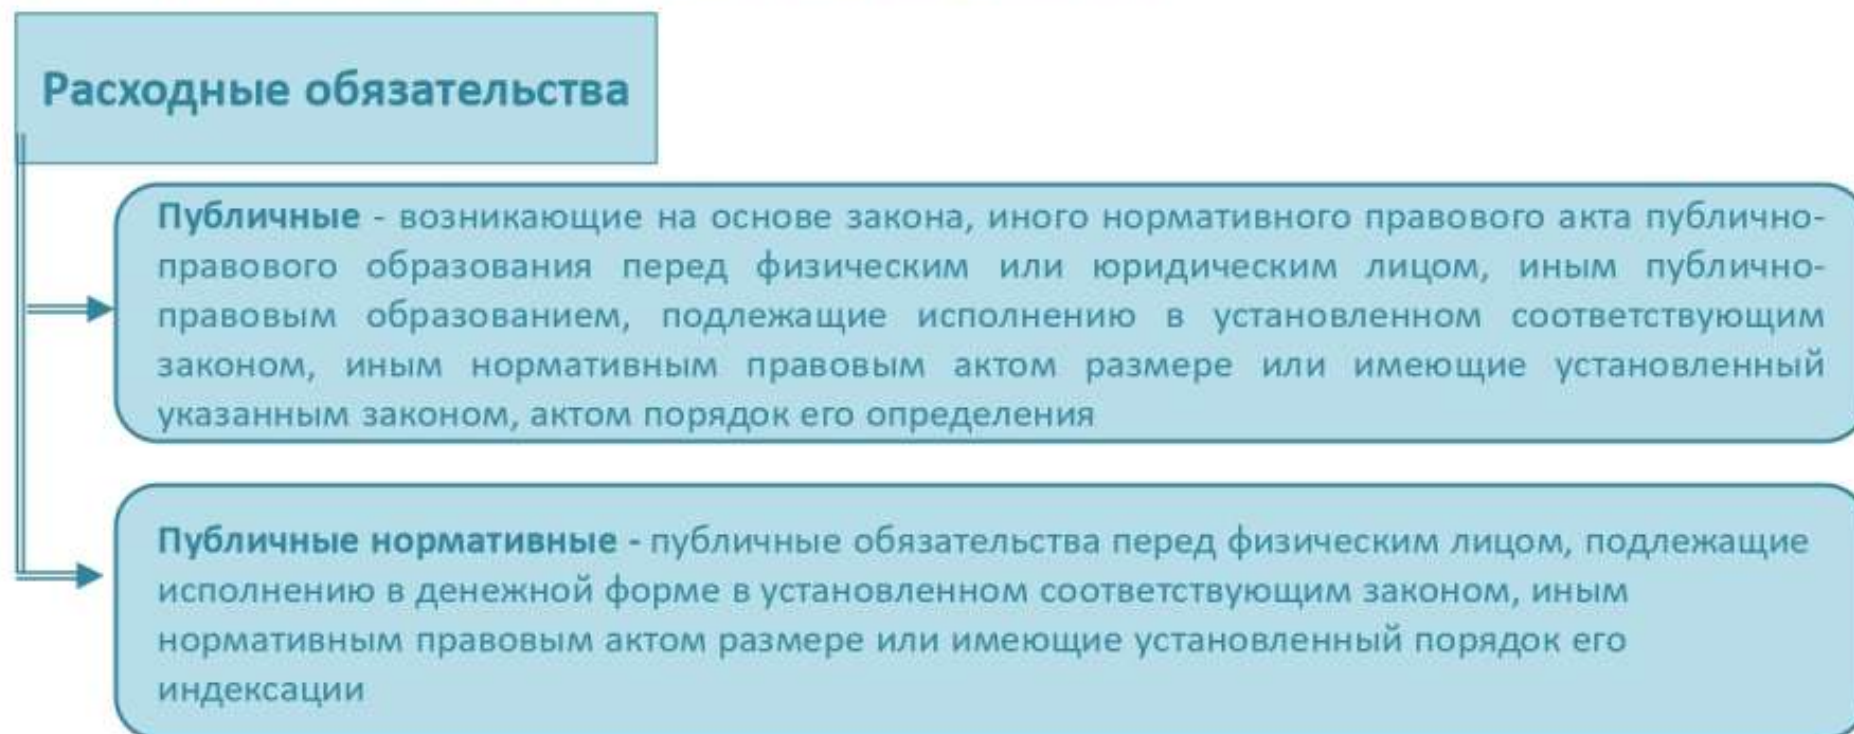 Расходные обязательства
Публичные - возникающие на основе закона, иного нормативного правового акта публично-
правового образования перед физическим или юридическим лицом, иным публично-
правовым образованием, подлежащие исполнению в установленном соответствующим
законом, иным нормативным правовым актом размере или имеющие установленный
указанным законом, актом порядок его определения
Публичные нормативные - публичные обязательства перед физическим лицом, подлежащие
исполнению в денежной форме в установленном соответствующим законом, иным
нормативным правовым актом размере или имеющие установленный порядок его
индексации